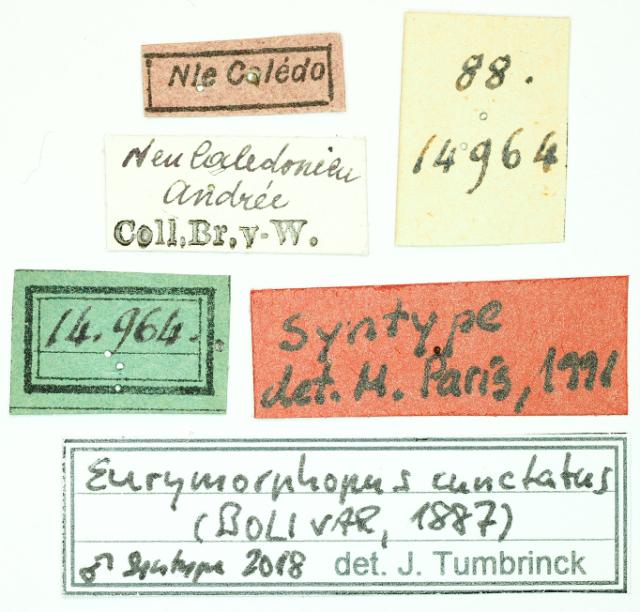 Nle Calédo
88.
14964
Neu Caledonien
Andrée
Coll. Br. v. W.
14.964.
Syntype
det. M. Paris, 1991
Eurymorphopus cunctatus
(BOLIVAR, 1887)
♂ Syntype 2018 det. J. Tumbrinck